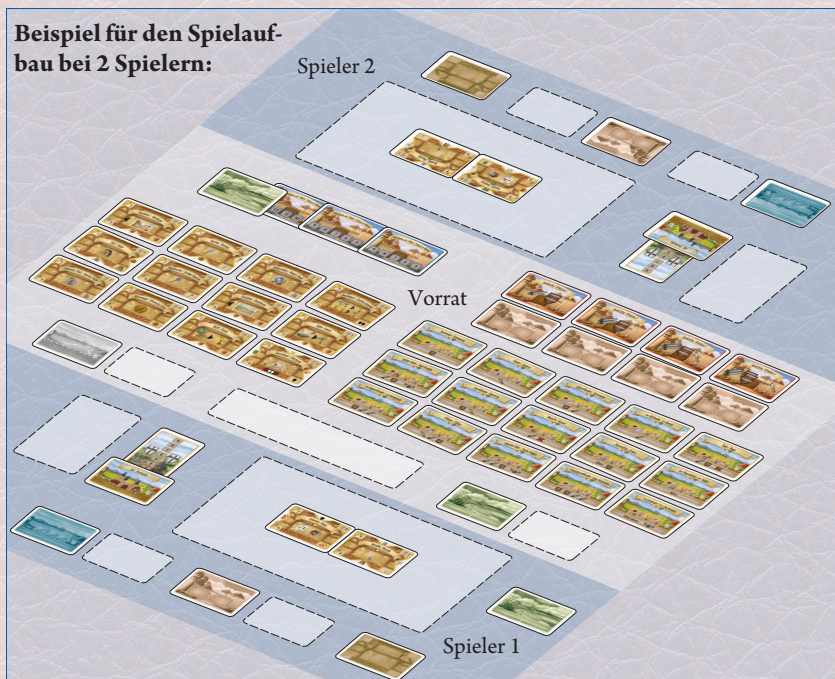 Beispiel für den Spielauf-
bau bei 2 Spielern:
Spieler 2
Vorrat
Spieler 1